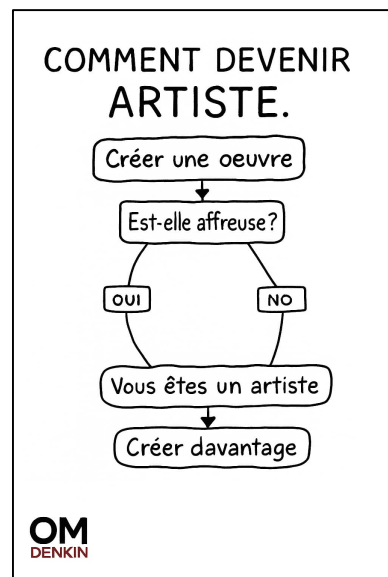 COMMENT DEVENIR
ARTISTE.
Créer une oeuvre
Est-elle affreuse?
OUI
NO
Vous êtes un artiste
Créer davantage
OM
DENKIN